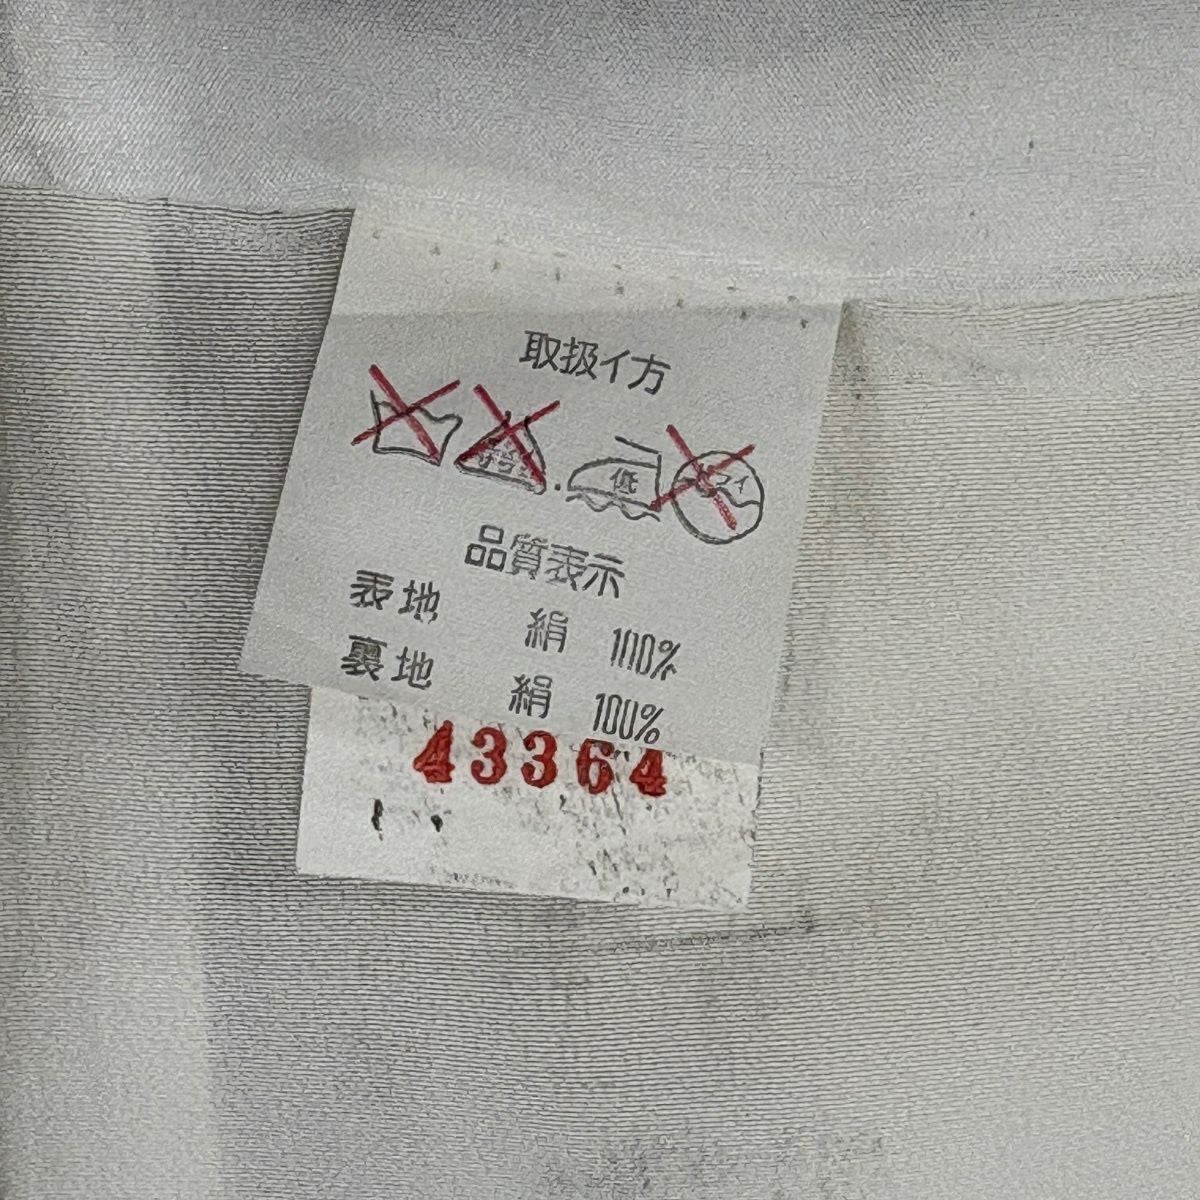 取扱イ方
低
品質表示
表地 絹 100%
裏地 絹 100%
43364